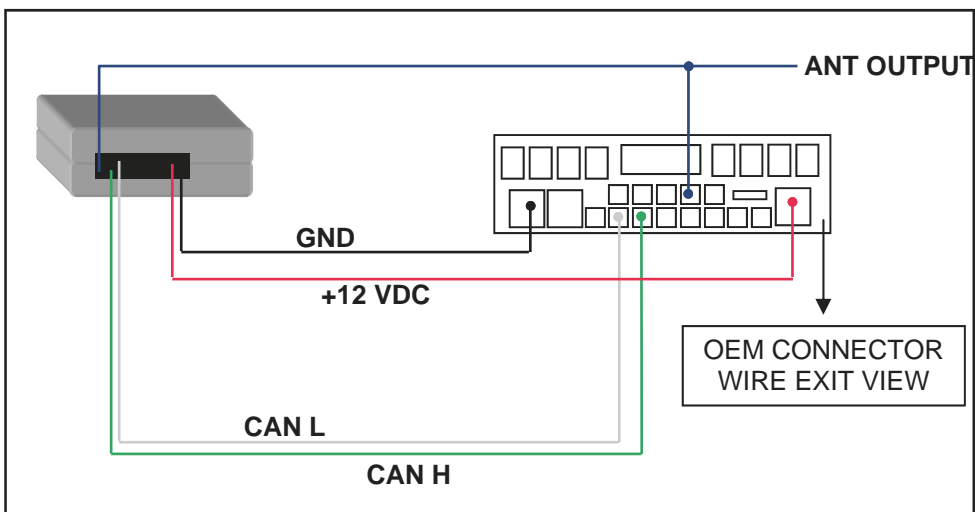 ANT OUTPUT
GND
+12 VDC
OEM CONNECTOR
WIRE EXIT VIEW
CAN L
CAN H